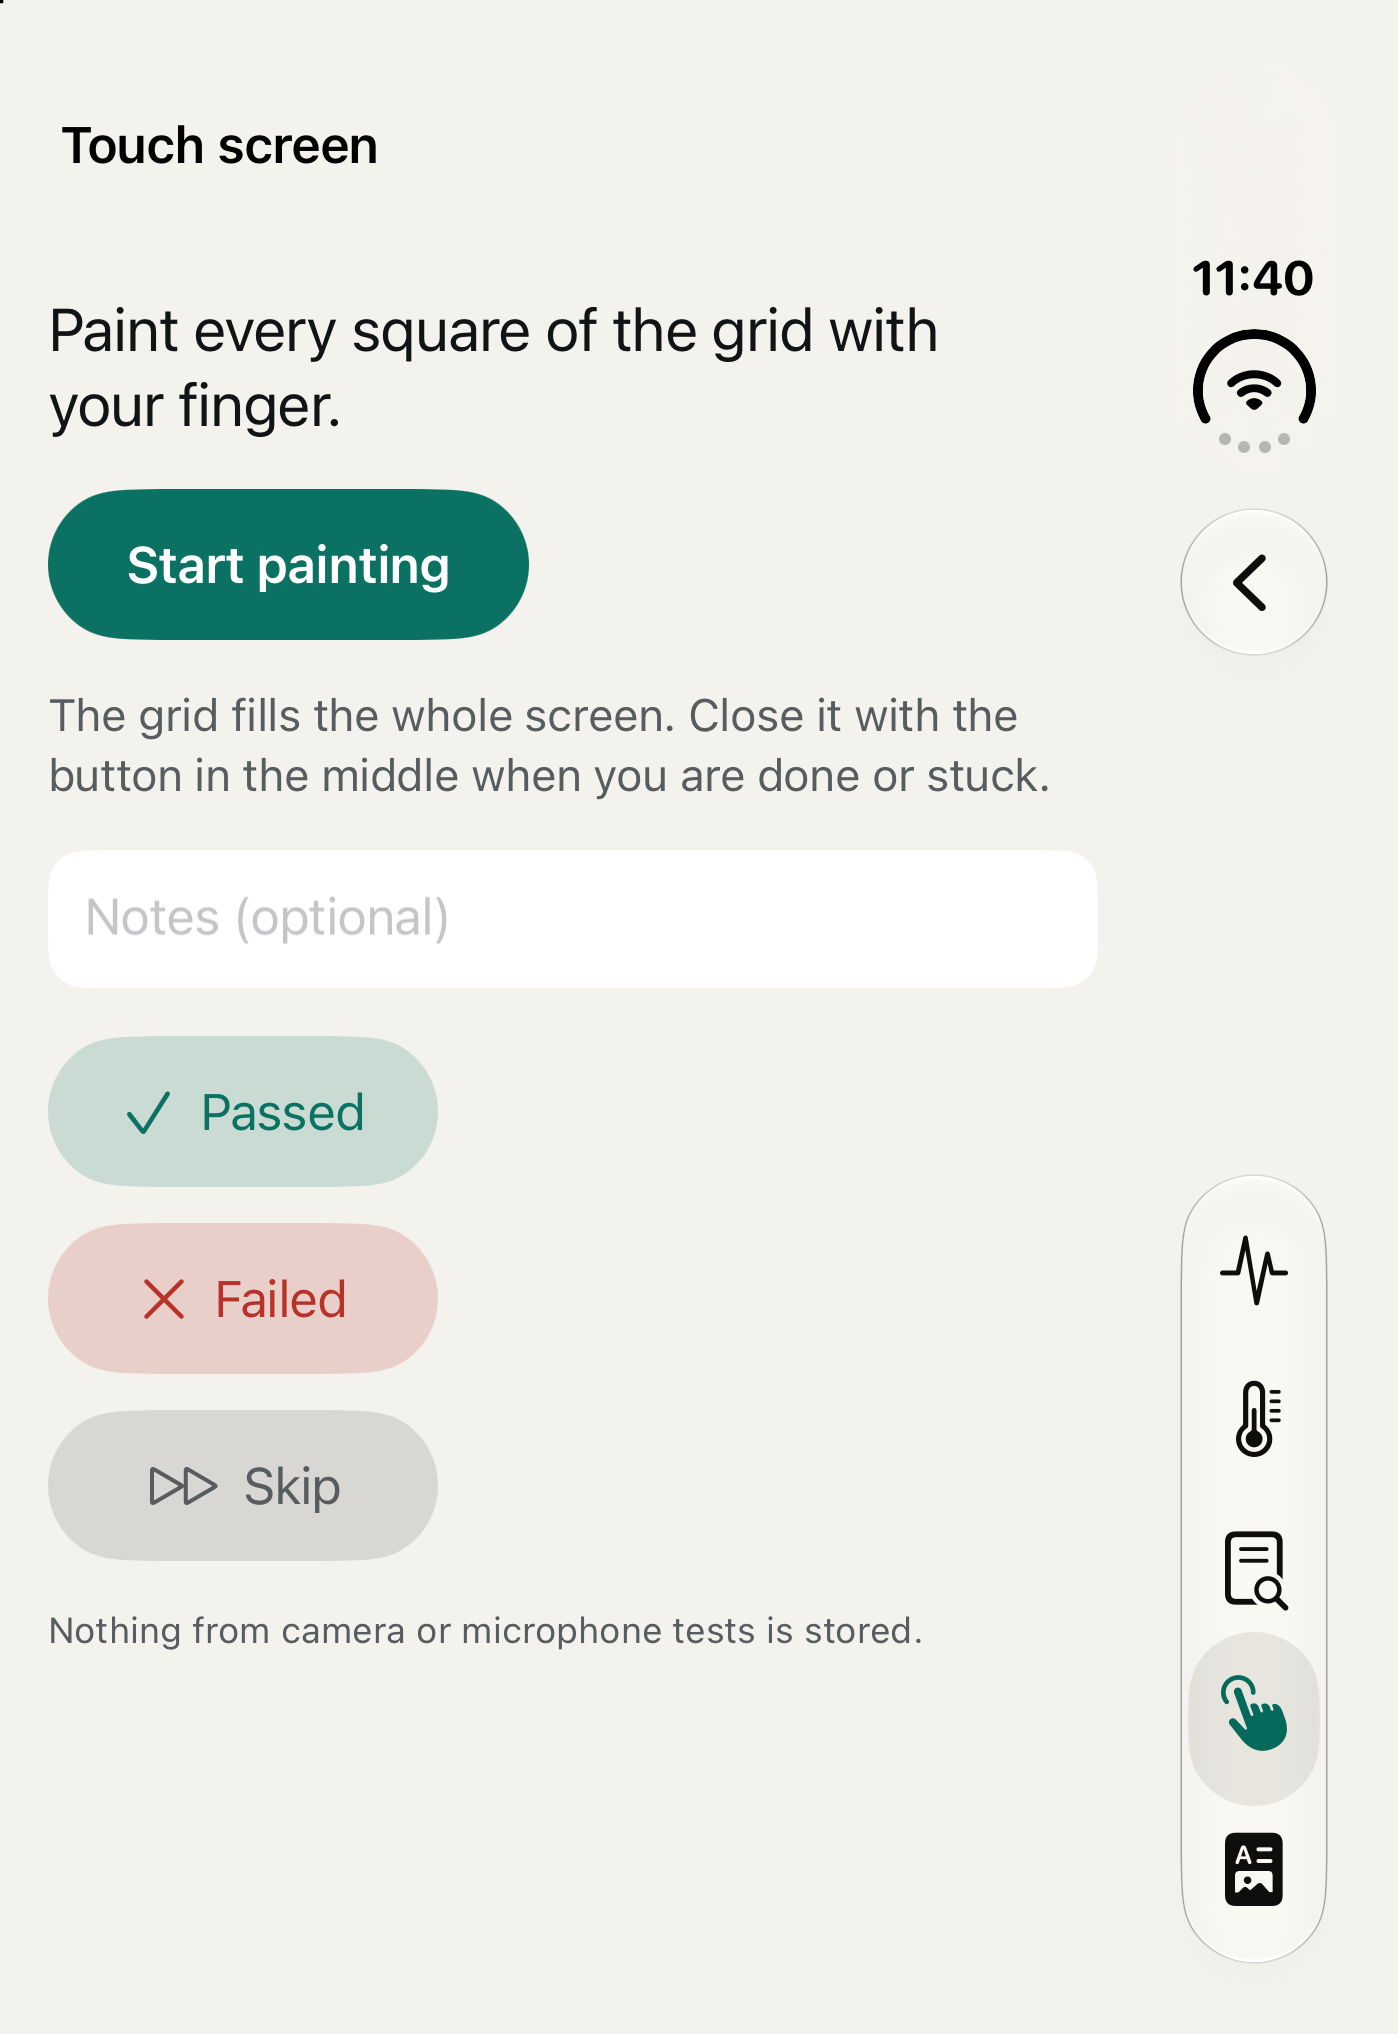 Touch screen
11:40
Paint every square of the grid with
your finger.
Start painting
The grid fills the whole screen. Close it with the
button in the middle when you are done or stuck.
Notes (optional)
Passed
Failed
Skip
Nothing from camera or microphone tests is stored.
A